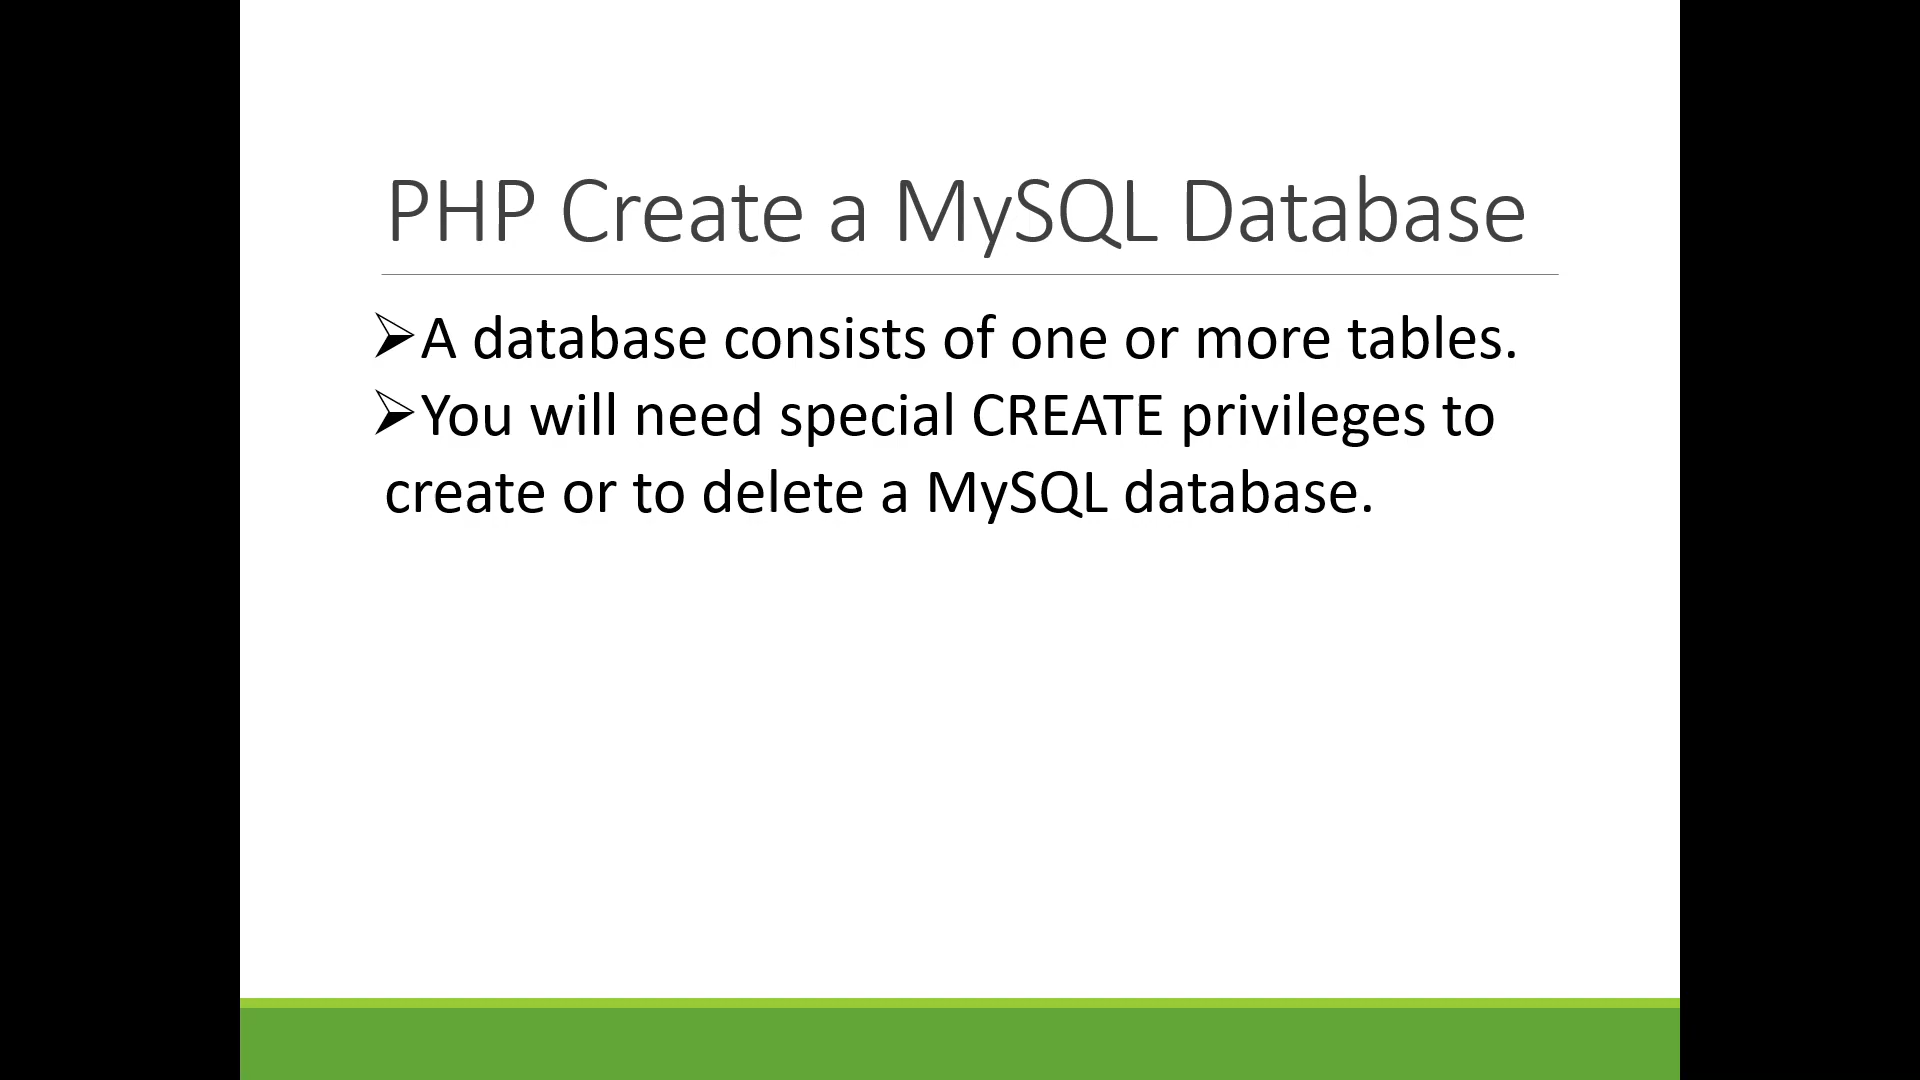 PHP Create a MySQL Database
➢A database consists of one or more tables.
➢You will need special CREATE privileges to
create or to delete a MySQL database.